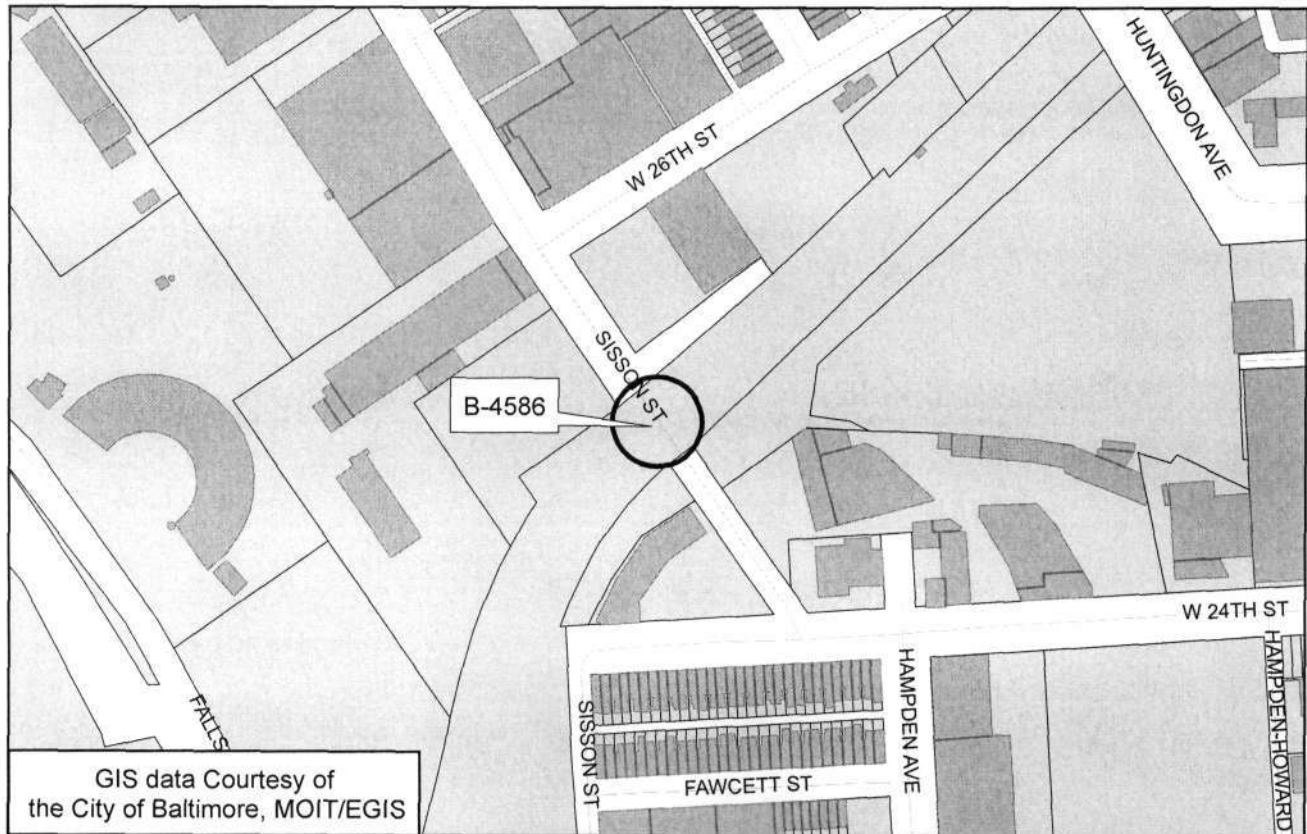 HUNTINGDON AVE
W 26TH ST
SISSON ST
B-4586
W 24TH ST
FALLS
SISSON ST
HAMPDEN AVE
HAMPDEN-HOWARD
FAWCETT ST
GIS data Courtesy of
the City of Baltimore, MOIT/EGIS